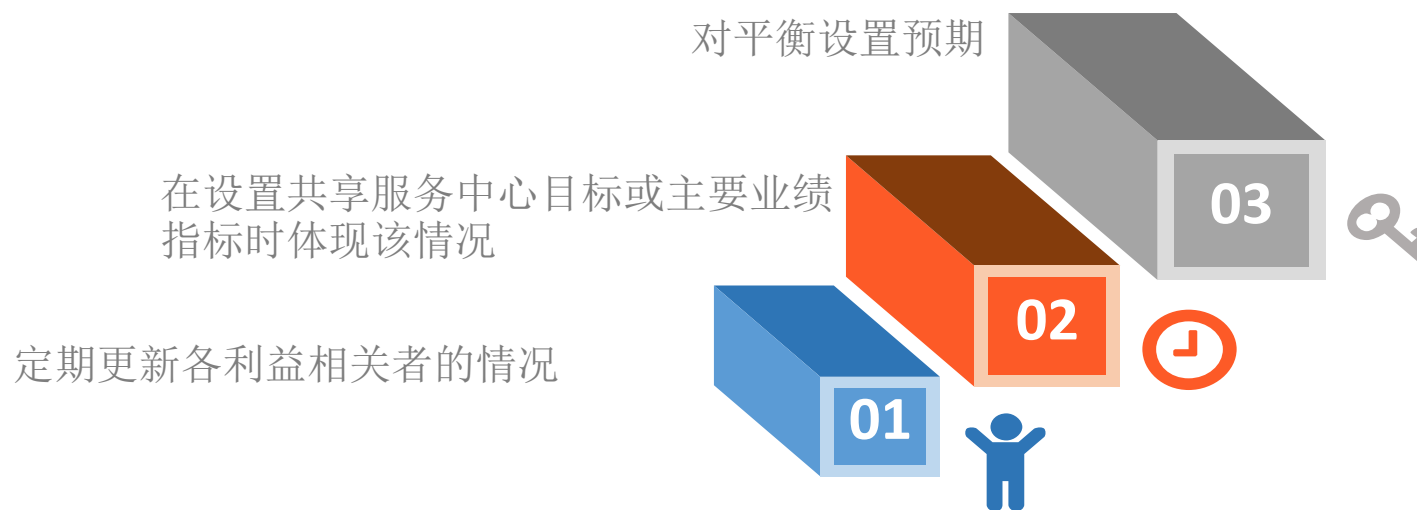 对平衡设置预期
03
在设置共享服务中心目标或主要业绩
指标时体现该情况
02
定期更新各利益相关者的情况
01